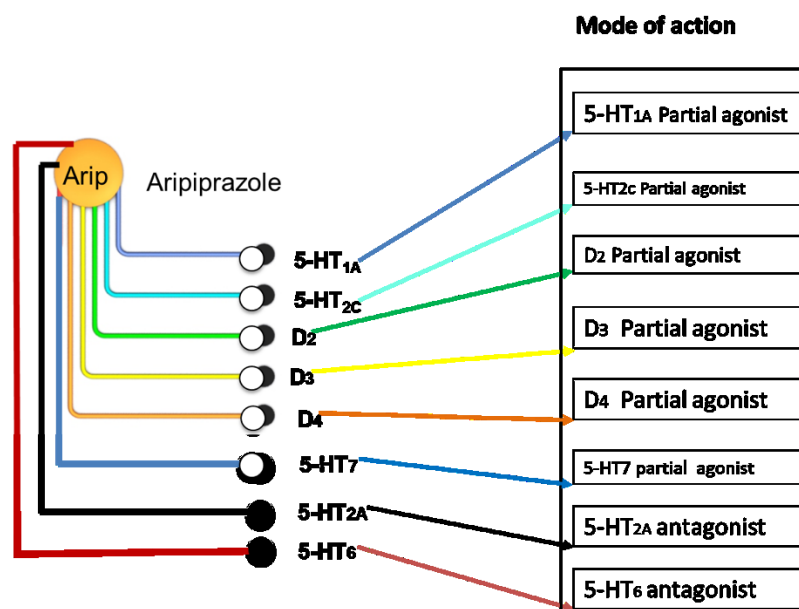 Mode of action
Arip
Aripiprazole
5-HT1A
5-HT2C
D2
D3
D4
5-HT7
5-HT2A
5-HT6
5-HT1A Partial agonist
5-HT2c Partial agonist
D2 Partial agonist
D3 Partial agonist
D4 Partial agonist
5-HT7 partial agonist
5-HT2A antagonist
5-HT6 antagonist